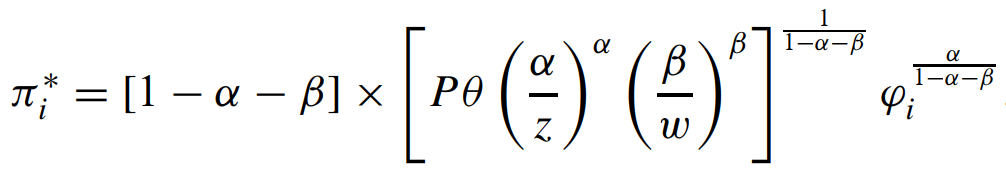 π_i^* = [1 − α − β] × [Pθ (α/z)^α (β/w)^β]^{1/(1−α−β)} φ_i^{α/(1−α−β)}